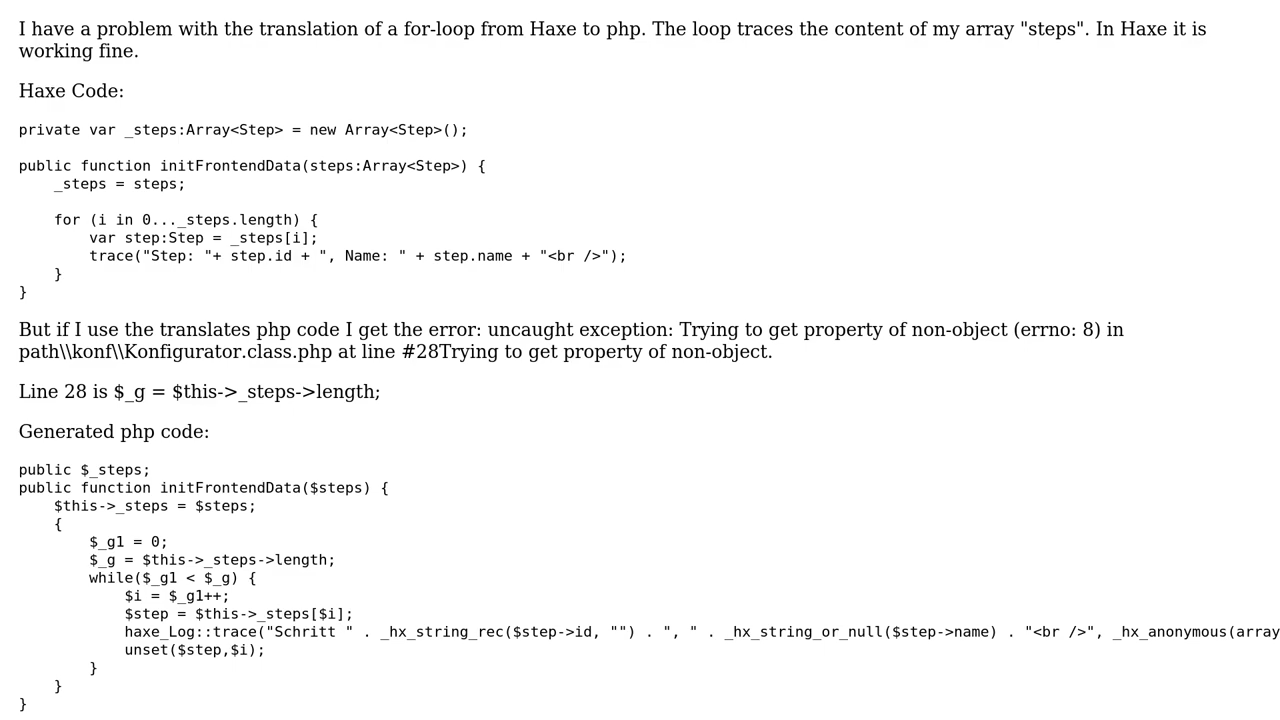 I have a problem with the translation of a for-loop from Haxe to php. The loop traces the content of my array "steps". In Haxe it is
working fine.
Haxe Code:
private var _steps:Array<Step> = new Array<Step>();
public function initFrontendData(steps:Array<Step>) {
    _steps = steps;
    for (i in 0..._steps.length) {
        var step:Step = _steps[i];
        trace("Step: "+ step.id + ", Name: " + step.name + "<br />");
    }
}
But if I use the translates php code I get the error: uncaught exception: Trying to get property of non-object (errno: 8) in
path\\konf\\Konfigurator.class.php at line #28Trying to get property of non-object.
Line 28 is $_g = $this->_steps->length;
Generated php code:
public $_steps;
public function initFrontendData($steps) {
    $this->_steps = $steps;
    {
        $_g1 = 0;
        $_g = $this->_steps->length;
        while($_g1 < $_g) {
            $i = $_g1++;
            $step = $this->_steps[$i];
            haxe_Log::trace("Schritt " . _hx_string_rec($step->id, "") . ", " . _hx_string_or_null($step->name) . "<br />", _hx_anonymous(array
            unset($step,$i);
        }
    }
}